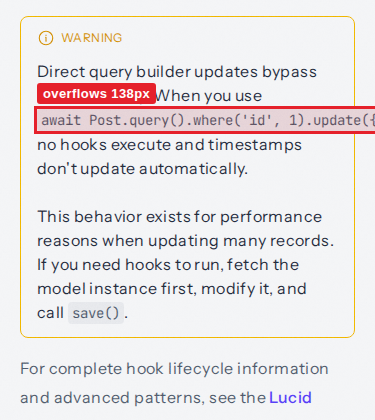 WARNING
Direct query builder updates bypass
overflows 138px When you use
await Post.query().where('id', 1).update({
no hooks execute and timestamps
don't update automatically.
This behavior exists for performance
reasons when updating many records.
If you need hooks to run, fetch the
model instance first, modify it, and
call save().
For complete hook lifecycle information
and advanced patterns, see the Lucid